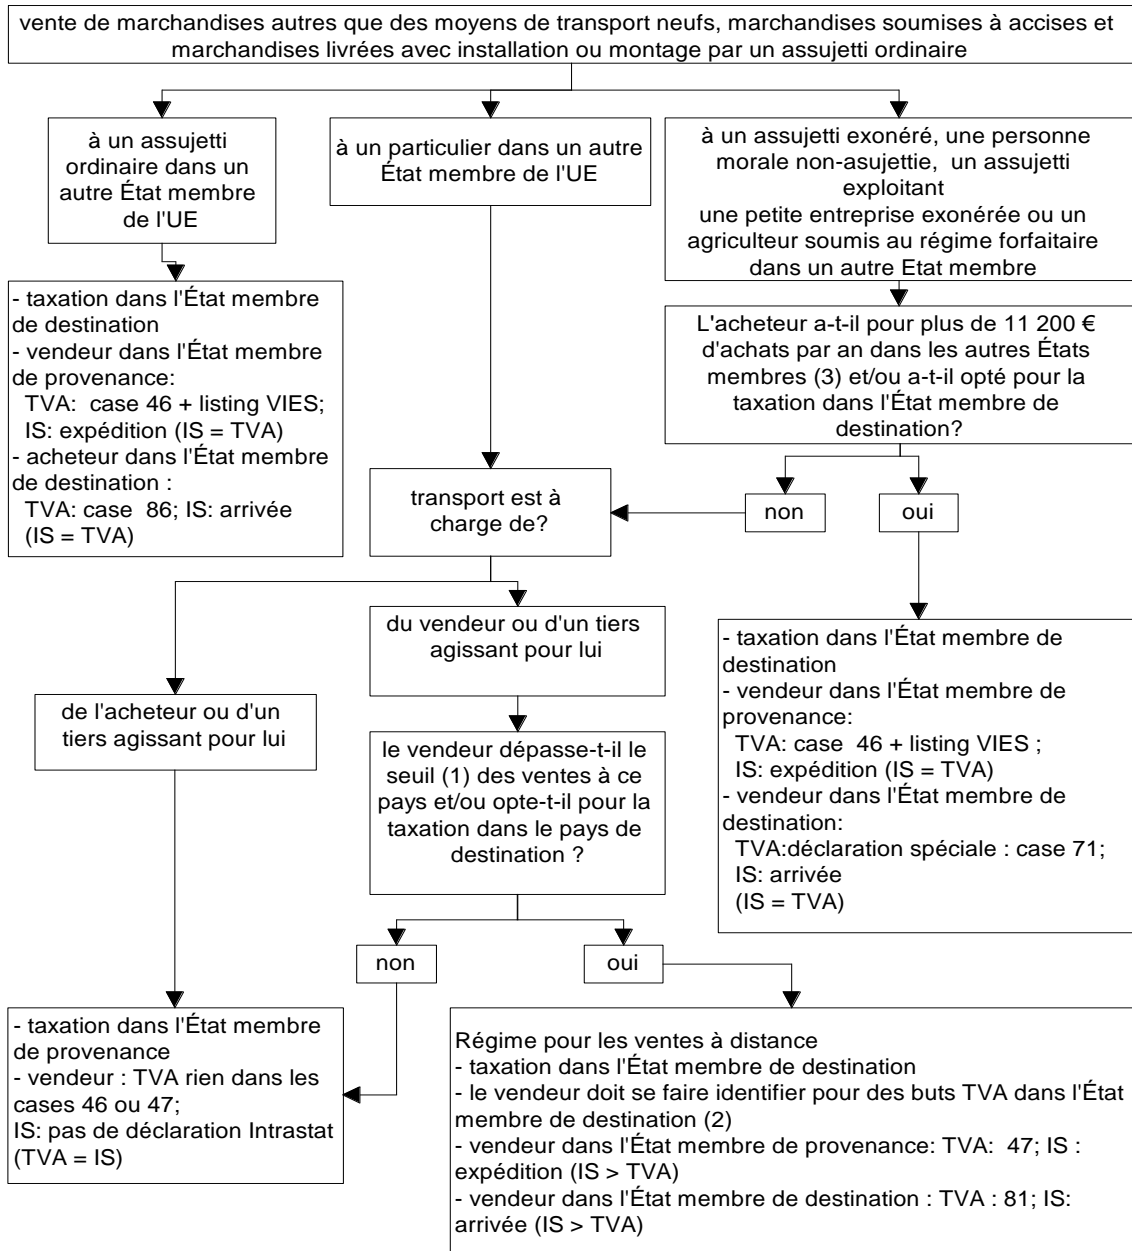 vente de marchandises autres que des moyens de transport neufs, marchandises soumises à accises et
marchandises livrées avec installation ou montage par un assujetti ordinaire
à un assujetti
ordinaire dans un
autre État membre
de l'UE
à un particulier dans un autre
État membre de l'UE
à un assujetti exonéré, une personne
morale non-asujettie, un assujetti
exploitant
une petite entreprise exonérée ou un
agriculteur soumis au régime forfaitaire
dans un autre Etat membre
- taxation dans l'État membre
de destination
- vendeur dans l'État membre
de provenance:
TVA: case 46 + listing VIES;
IS: expédition (IS = TVA)
- acheteur dans l'État membre
de destination :
TVA: case 86; IS: arrivée
(IS = TVA)
L'acheteur a-t-il pour plus de 11 200 €
d'achats par an dans les autres États
membres (3) et/ou a-t-il opté pour la
taxation dans l'État membre de
destination?
transport est à
charge de?
non
oui
du vendeur ou d'un tiers
agissant pour lui
de l'acheteur ou d'un
tiers agissant pour lui
- taxation dans l'État membre de
destination
- vendeur dans l'État membre de
provenance:
TVA: case 46 + listing VIES ;
IS: expédition (IS = TVA)
- vendeur dans l'État membre de
destination:
TVA:déclaration spéciale : case 71;
IS: arrivée
(IS = TVA)
le vendeur dépasse-t-il le
seuil (1) des ventes à ce
pays et/ou opte-t-il pour la
taxation dans le pays de
destination ?
non
oui
- taxation dans l'État membre
de provenance
- vendeur : TVA rien dans les
cases 46 ou 47;
IS: pas de déclaration Intrastat
(TVA = IS)
Régime pour les ventes à distance
- taxation dans l'État membre de destination
- le vendeur doit se faire identifier pour des buts TVA dans l'État
membre de destination (2)
- vendeur dans l'État membre de provenance: TVA: 47; IS :
expédition (IS > TVA)
- vendeur dans l'État membre de destination : TVA : 81; IS:
arrivée (IS > TVA)